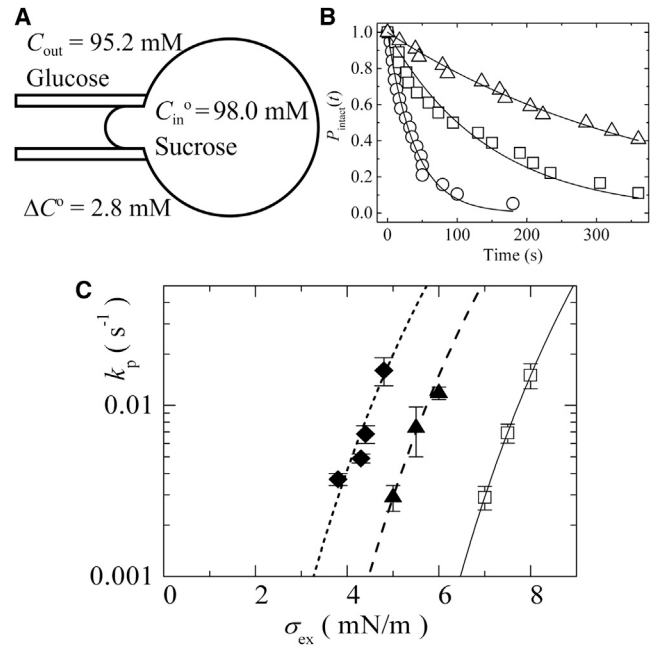 A
C_out = 95.2 mM
Glucose
C_in° = 98.0 mM
Sucrose
ΔC° = 2.8 mM
B
P_intact(t)
1.0
0.8
0.6
0.4
0.2
0.0
0 100 200 300
Time (s)
C
k_p ( s⁻¹ )
0.01
0.001
0 2 4 6 8
σ_ex ( mN/m )